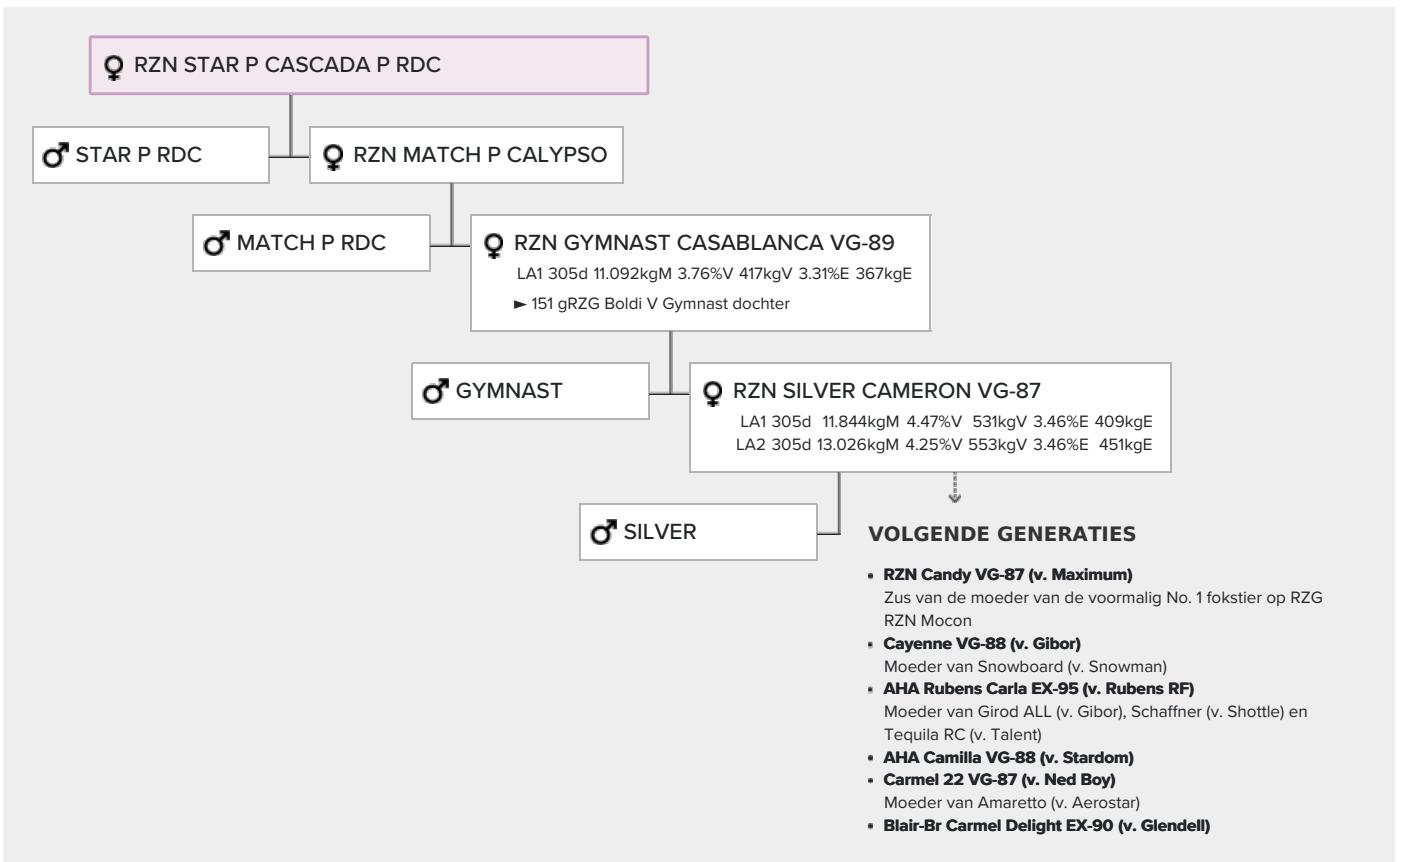 RZN STAR P CASCADA P RDC
STAR P RDC
RZN MATCH P CALYPSO
MATCH P RDC
RZN GYMNAST CASABLANCA VG-89
LA1 305d 11.092kgM 3.76%V 417kgV 3.31%E 367kgE
► 151 gRZG Boldi V Gymnast dochter
GYMNAST
RZN SILVER CAMERON VG-87
LA1 305d 11.844kgM 4.47%V 531kgV 3.46%E 409kgE
LA2 305d 13.026kgM 4.25%V 553kgV 3.46%E 451kgE
SILVER
VOLGENDE GENERATIES
• RZN Candy VG-87 (v. Maximum)
Zus van de moeder van de voormalig No. 1 fokstier op RZG
RZN Mocon
• Cayenne VG-88 (v. Gibor)
Moeder van Snowboard (v. Snowman)
• AHA Rubens Carla EX-95 (v. Rubens RF)
Moeder van Girod ALL (v. Gibor), Schaffner (v. Shottle) en
Tequila RC (v. Talent)
• AHA Camilla VG-88 (v. Stardom)
• Carmel 22 VG-87 (v. Ned Boy)
Moeder van Amaretto (v. Aerostar)
• Blair-Br Carmel Delight EX-90 (v. Glendell)